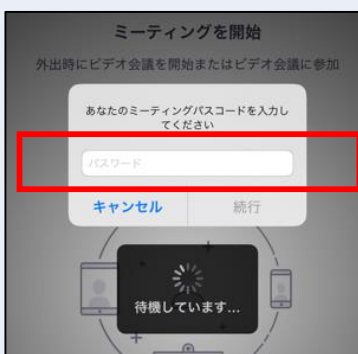 ミーティングを開始
外出時にビデオ会議を開始またはビデオ会議に参加
あなたのミーティングパスコードを入力し
てください
パスワード
キャンセル
続行
待機しています...